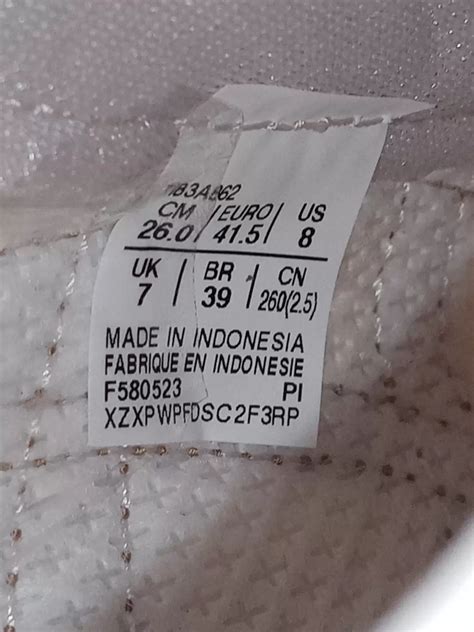 CM / EURO / US
26.0 / 41.5 / 8
UK / BR / CN
7 / 39 / 260(2.5)
MADE IN INDONESIA
FABRIQUE EN INDONESIE
F580523 PI
XZXPWPFDSC2F3RP